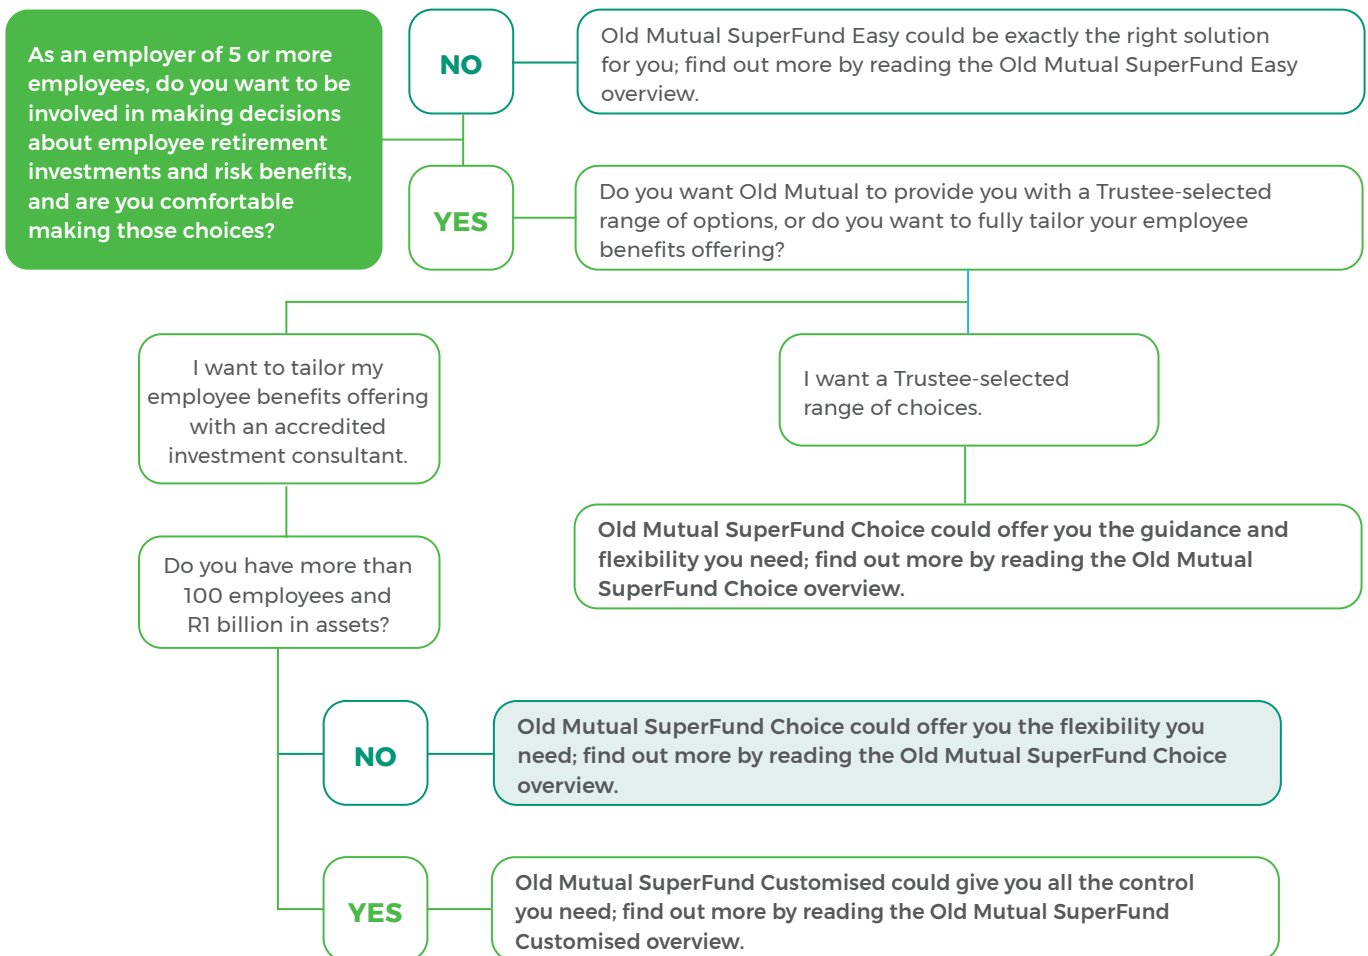 As an employer of 5 or more
employees, do you want to be
involved in making decisions
about employee retirement
investments and risk benefits,
and are you comfortable
making those choices?
NO
Old Mutual SuperFund Easy could be exactly the right solution
for you; find out more by reading the Old Mutual SuperFund Easy
overview.
YES
Do you want Old Mutual to provide you with a Trustee-selected
range of options, or do you want to fully tailor your employee
benefits offering?
I want to tailor my
employee benefits offering
with an accredited
investment consultant.
I want a Trustee-selected
range of choices.
Old Mutual SuperFund Choice could offer you the guidance and
flexibility you need; find out more by reading the Old Mutual
SuperFund Choice overview.
Do you have more than
100 employees and
R1 billion in assets?
NO
Old Mutual SuperFund Choice could offer you the flexibility you
need; find out more by reading the Old Mutual SuperFund Choice
overview.
YES
Old Mutual SuperFund Customised could give you all the control
you need; find out more by reading the Old Mutual SuperFund
Customised overview.